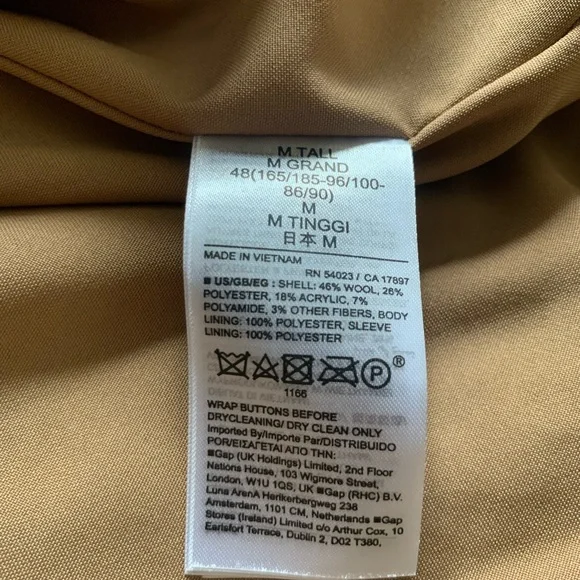 M TALL
M GRAND
48(165/185-96/100-
86/90)
M
M TINGGI
日本 M
MADE IN VIETNAM
RN 54023 / CA 17897
■ US/GB/EG : SHELL: 46% WOOL, 26%
POLYESTER, 18% ACRYLIC, 7%
POLYAMIDE, 3% OTHER FIBERS, BODY
LINING: 100% POLYESTER, SLEEVE
LINING: 100% POLYESTER
P ®
1166
WRAP BUTTONS BEFORE
DRYCLEANING/ DRY CLEAN ONLY
Imported By/Importe Par/DISTRIBUIDO
POR/ΕΙΣΑΓΕΤΑΙ ΑΠΟ ΤΗΝ:
■Gap (UK Holdings) Limited, 2nd Floor
Nations House, 103 Wigmore Street,
London, W1U 1QS, UK ■Gap (RHC) B.V.
Luna ArenA Herikerbergweg 238
Amsterdam, 1101 CM, Netherlands ■Gap
Stores (Ireland) Limited c/o Arthur Cox, 10
Earlsfort Terrace, Dublin 2, D02 T380,